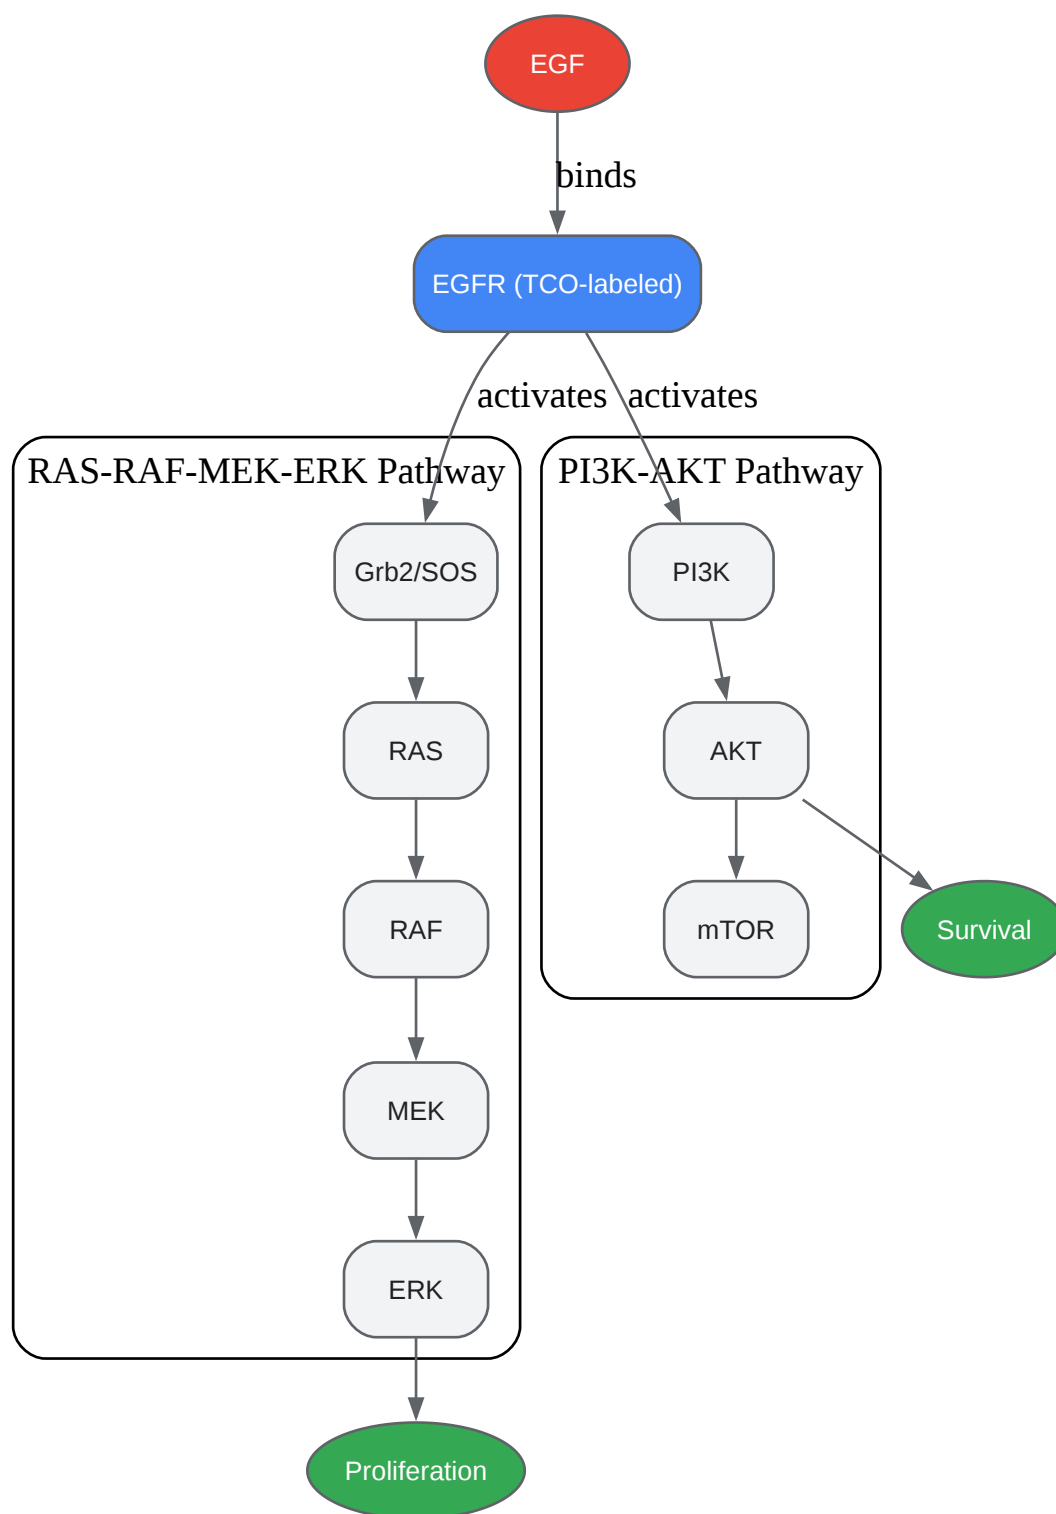 EGF
binds
EGFR (TCO-labeled)
activates
activates
RAS-RAF-MEK-ERK Pathway
PI3K-AKT Pathway
Grb2/SOS
PI3K
RAS
AKT
RAF
mTOR
Survival
MEK
ERK
Proliferation